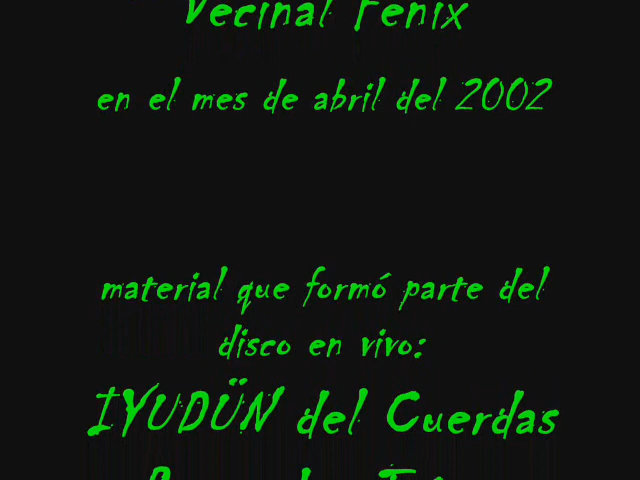 Vecinal Fenix
en el mes de abril del 2002
material que formó parte del
disco en vivo:
IYUDÜN del Cuerdas